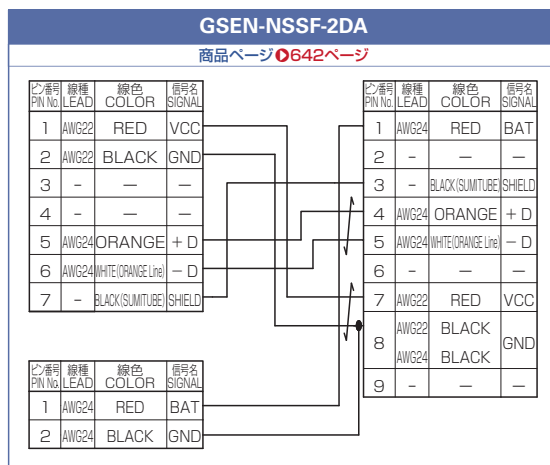 GSEN-NSSF-2DA
商品ページ❯642ページ
ピン番号 線種 線色 信号名
PIN No. LEAD COLOR SIGNAL
1 AWG22 RED VCC
2 AWG22 BLACK GND
3 - — —
4 - — —
5 AWG24 ORANGE + D
6 AWG24 WHITE(ORANGE Line) − D
7 - BLACK(SUMITUBE) SHIELD
ピン番号 線種 線色 信号名
PIN No. LEAD COLOR SIGNAL
1 AWG24 RED BAT
2 - — —
3 - BLACK(SUMITUBE) SHIELD
4 AWG24 ORANGE + D
5 AWG24 WHITE(ORANGE Line) − D
6 - — —
7 AWG22 RED VCC
8 AWG22 BLACK GND
AWG24 BLACK
9 - — —
ピン番号 線種 線色 信号名
PIN No. LEAD COLOR SIGNAL
1 AWG24 RED BAT
2 AWG24 BLACK GND